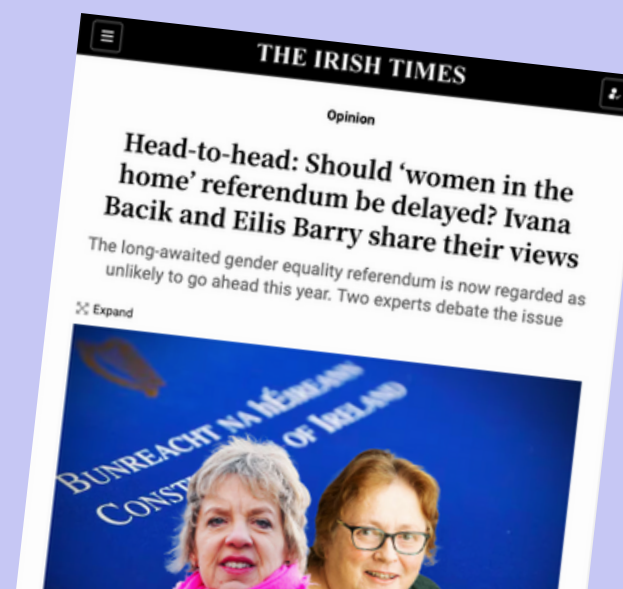 THE IRISH TIMES
Opinion
Head-to-head: Should ‘women in the
home’ referendum be delayed? Ivana
Bacik and Eilis Barry share their views
The long-awaited gender equality referendum is now regarded as
unlikely to go ahead this year. Two experts debate the issue
Expand
BUNREACHT NA hÉIREANN
CONST OF IRELAND